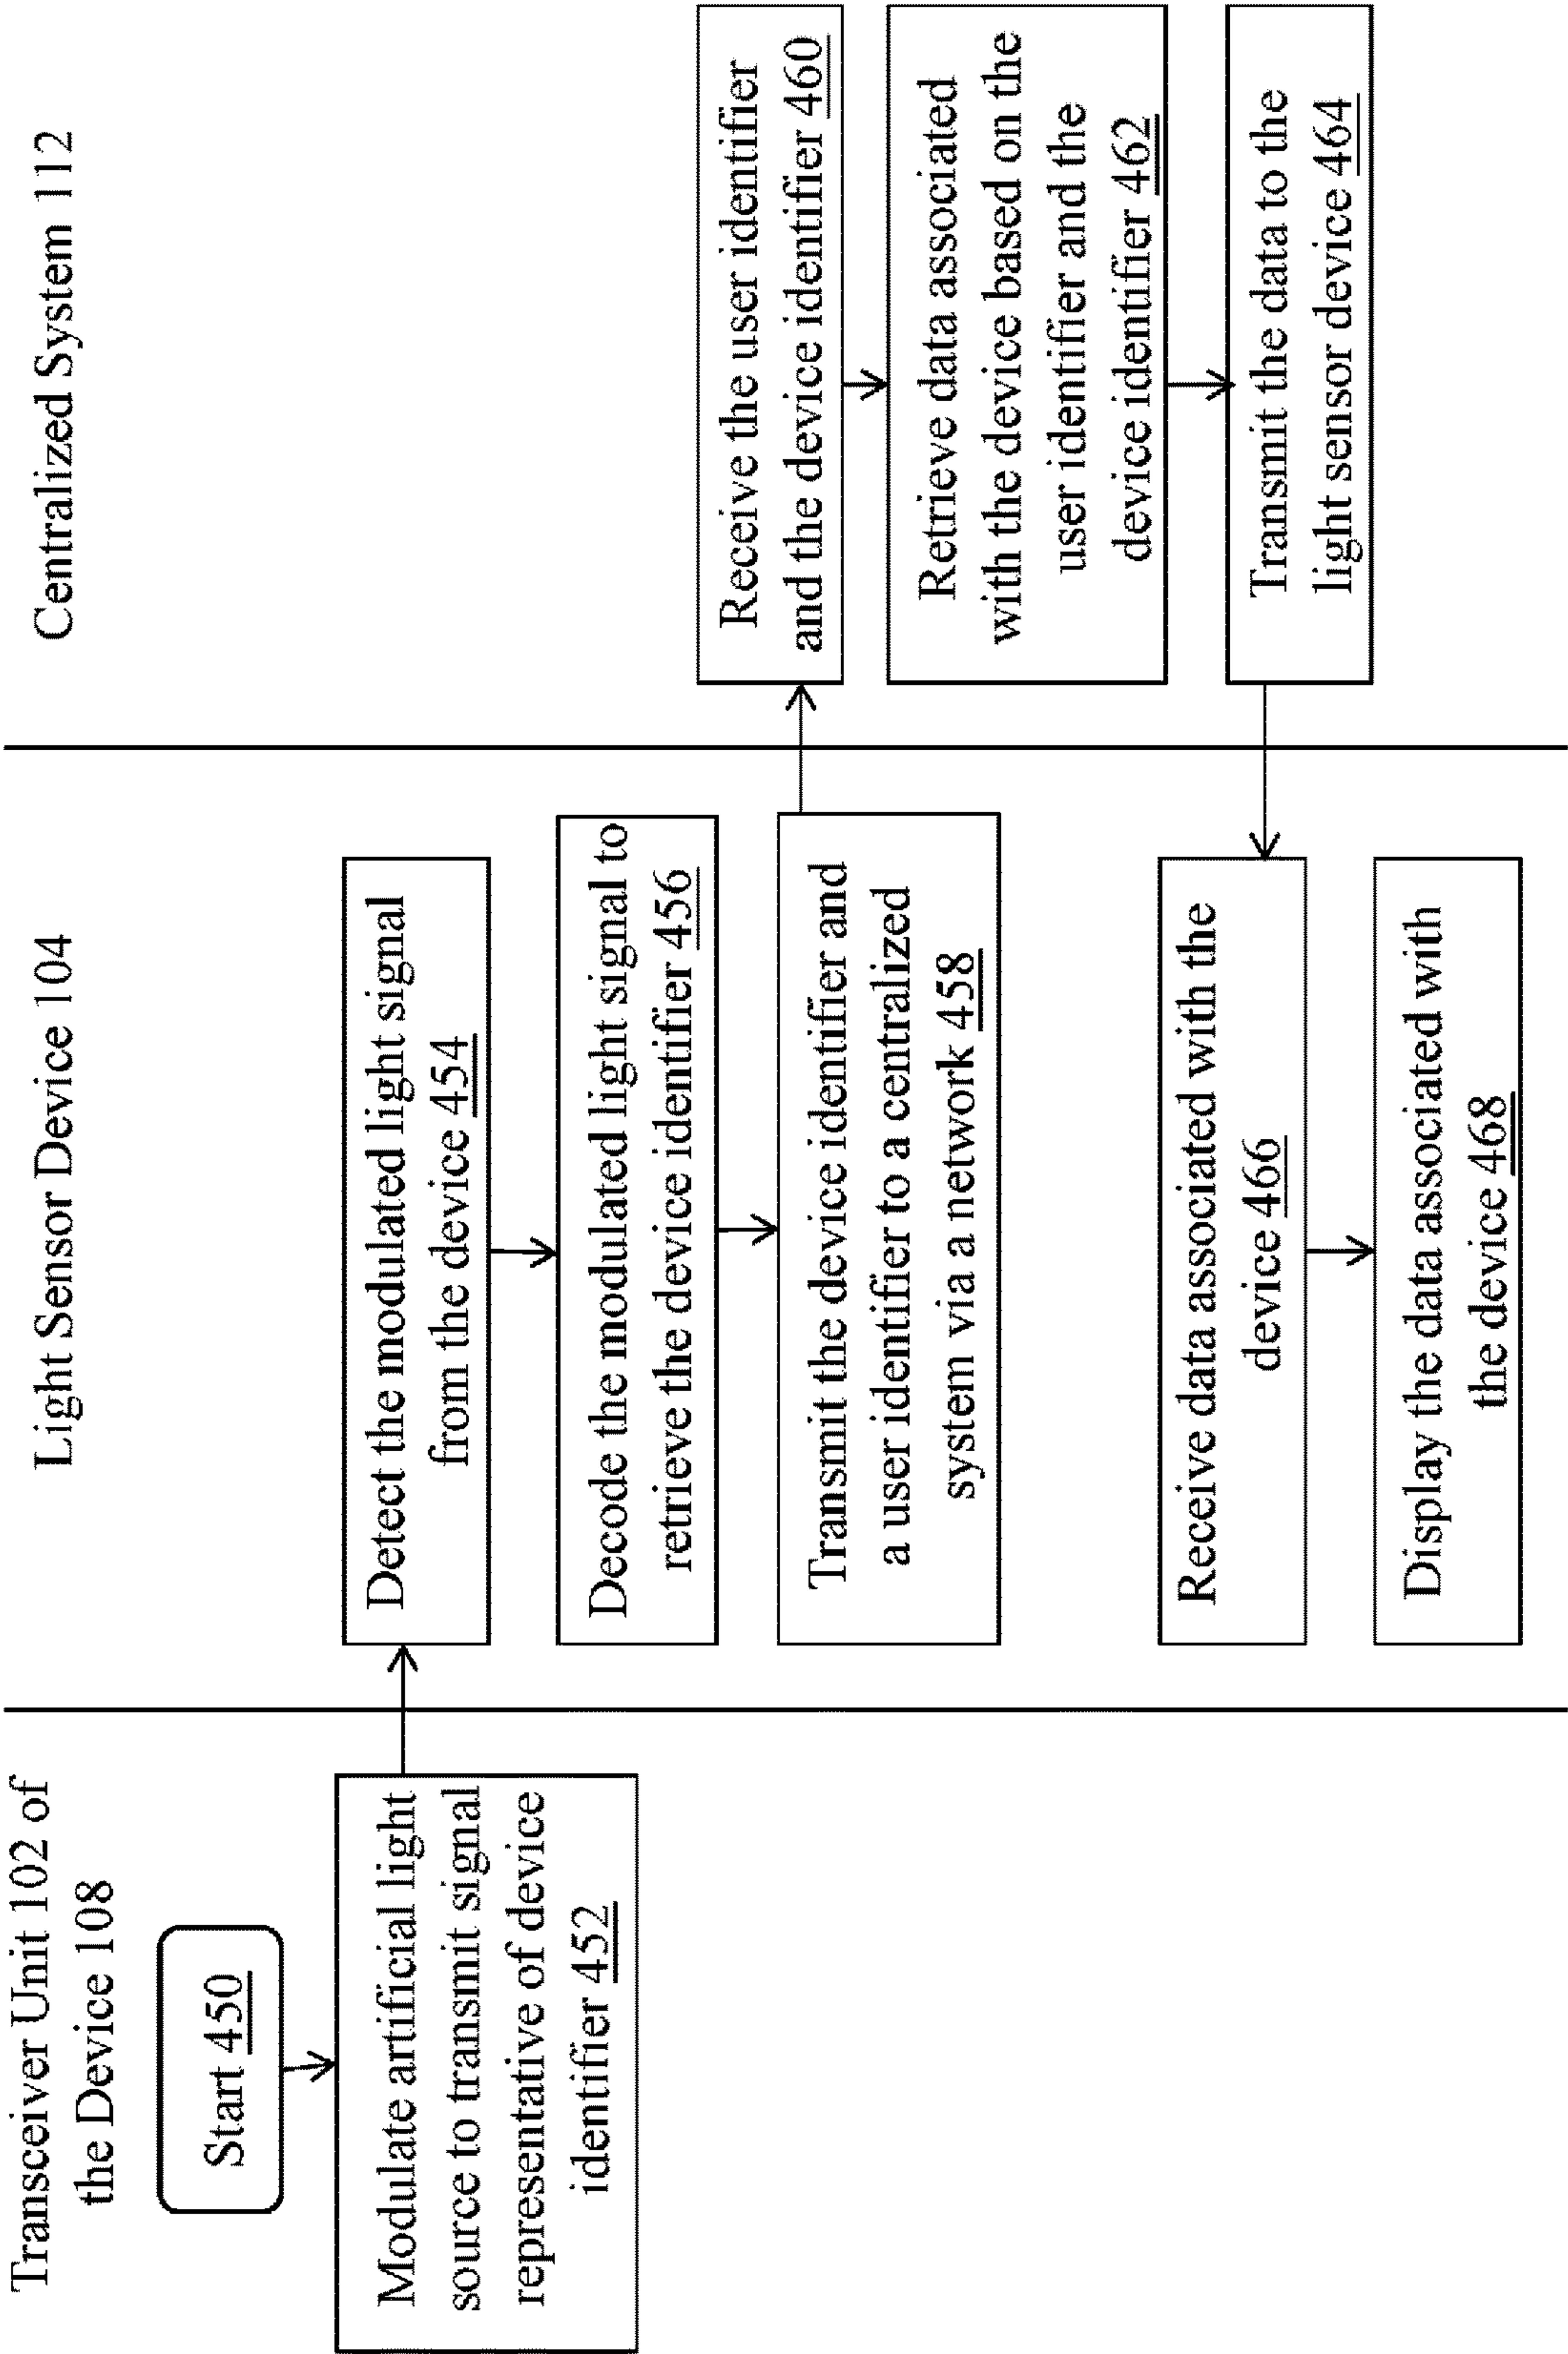 Transceiver Unit 102 of
the Device 108
Start 450
Modulate artificial light
source to transmit signal
representative of device
identifier 452
Light Sensor Device 104
Detect the modulated light signal
from the device 454
Decode the modulated light signal to
retrieve the device identifier 456
Transmit the device identifier and
a user identifier to a centralized
system via a network 458
Receive data associated with the
device 466
Display the data associated with
the device 468
Centralized System 112
Receive the user identifier
and the device identifier 460
Retrieve data associated
with the device based on the
user identifier and the
device identifier 462
Transmit the data to the
light sensor device 464